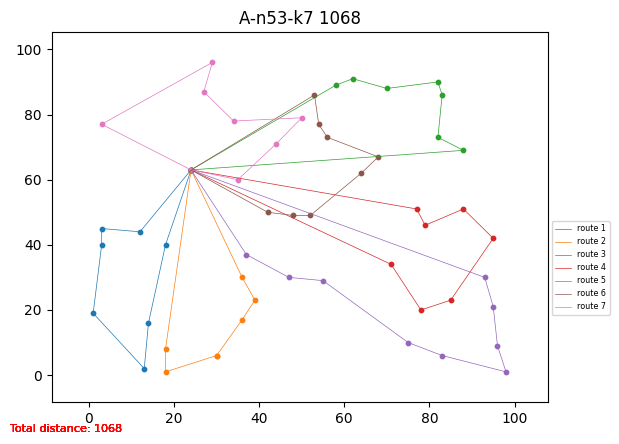 A-n53-k7 1068
100
80
60
40
20
0
0 20 40 60 80 100
route 1
route 2
route 3
route 4
route 5
route 6
route 7
Total distance: 1068